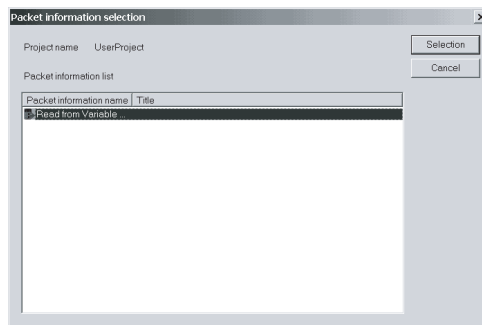 Packet information selection
Project name UserProject
Selection
Cancel
Packet information list
Packet information name Title
Read from Variable ...